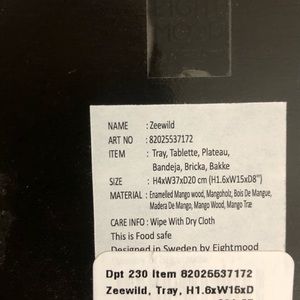 EIGHT
MOOD
NAME : Zeewild
ART NO : 82025537172
ITEM : Tray, Tablette, Plateau,
Bandeja, Bricka, Bakke
SIZE : H4xW37xD20 cm (H1.6xW15xD8")
MATERIAL : Enamelled Mango wood, Mangoholz, Bois De Mangue,
Madera De Mango, Mango Wood, Mango Træ
CARE INFO : Wipe With Dry Cloth
This is Food safe
Designed in Sweden by Eightmood
Dpt 230 Item 82025537172
Zeewild, Tray, H1.6xW15xD